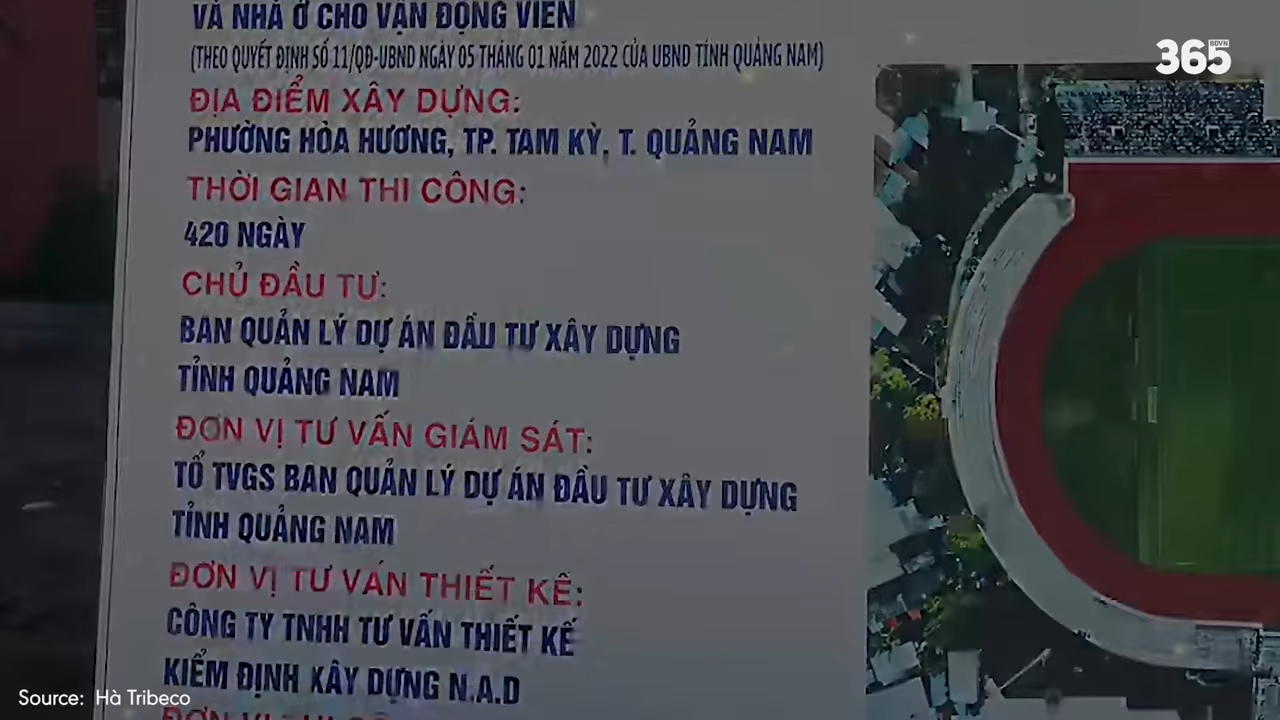 VÀ NHÀ Ở CHO VẬN ĐỘNG VIÊN
(THEO QUYẾT ĐỊNH SỐ 11/QĐ-UBND NGÀY 05 THÁNG 01 NĂM 2022 CỦA UBND TỈNH QUẢNG NAM)
ĐỊA ĐIỂM XÂY DỰNG:
PHƯỜNG HÒA HƯƠNG, TP. TAM KỲ, T. QUẢNG NAM
THỜI GIAN THI CÔNG:
420 NGÀY
CHỦ ĐẦU TƯ:
BAN QUẢN LÝ DỰ ÁN ĐẦU TƯ XÂY DỰNG
TỈNH QUẢNG NAM
ĐƠN VỊ TƯ VẤN GIÁM SÁT:
TỔ TVGS BAN QUẢN LÝ DỰ ÁN ĐẦU TƯ XÂY DỰNG
TỈNH QUẢNG NAM
ĐƠN VỊ TƯ VẤN THIẾT KẾ:
CÔNG TY TNHH TƯ VẤN THIẾT KẾ
KIỂM ĐỊNH XÂY DỰNG N.A.D
ĐƠN VỊ THI
365
BDVN
Source: Hà Tribeco